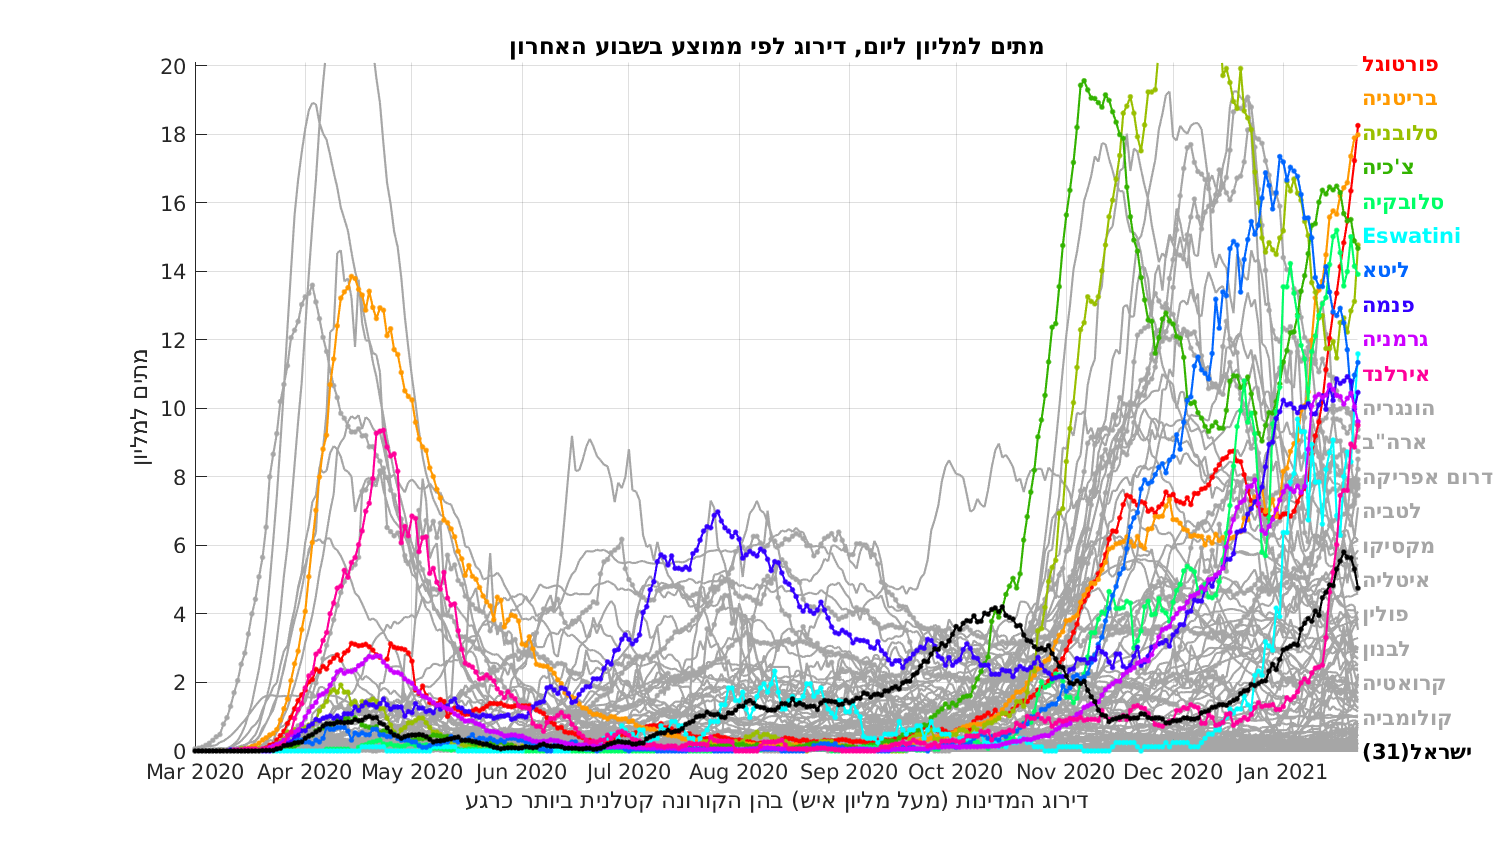 מתים למליון ליום, דירוג לפי ממוצע בשבוע האחרון
מתים למליון
20
18
16
14
12
10
8
6
4
2
0
Mar 2020 Apr 2020 May 2020 Jun 2020 Jul 2020 Aug 2020 Sep 2020 Oct 2020 Nov 2020 Dec 2020 Jan 2021
דירוג המדינות (מעל מליון איש) בהן הקורונה קטלנית ביותר כרגע
פורטוגל
בריטניה
סלובניה
צ'כיה
סלובקיה
Eswatini
ליטא
פנמה
גרמניה
אירלנד
הונגריה
ארה"ב
דרום אפריקה
לטביה
מקסיקו
איטליה
פולין
לבנון
קרואטיה
קולומביה
ישראל(31)